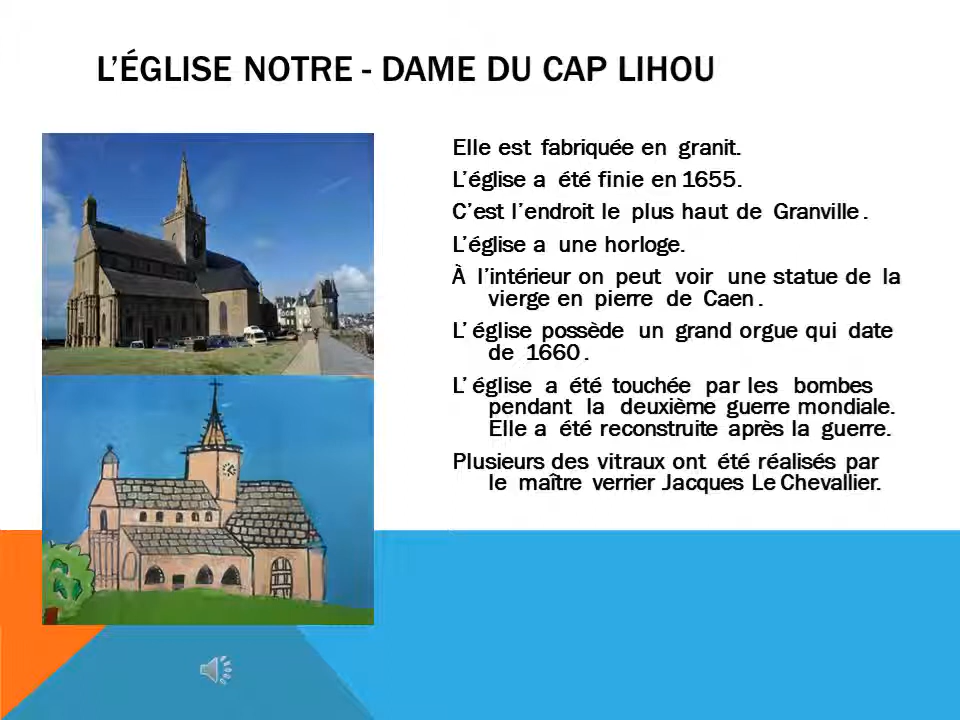 L’ÉGLISE NOTRE - DAME DU CAP LIHOU
Elle est fabriquée en granit.
L’église a été finie en 1655.
C’est l’endroit le plus haut de Granville .
L’église a une horloge.
À l’intérieur on peut voir une statue de la
vierge en pierre de Caen .
L’ église possède un grand orgue qui date
de 1660 .
L’ église a été touchée par les bombes
pendant la deuxième guerre mondiale.
Elle a été reconstruite après la guerre.
Plusieurs des vitraux ont été réalisés par
le maître verrier Jacques Le Chevallier.